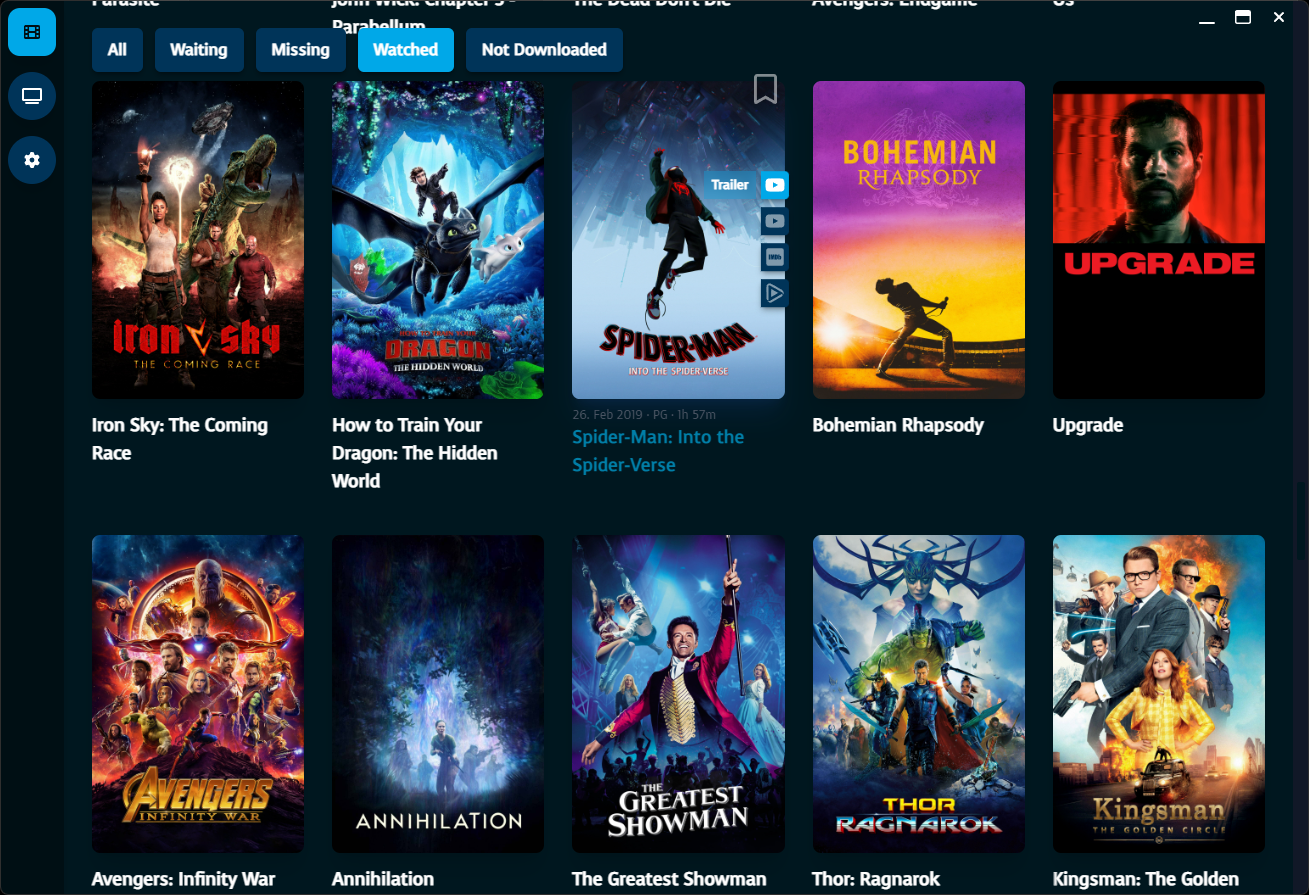 Parasite
John Wick: Chapter 3 -
Parabellum
The Dead Don't Die
Avengers: Endgame
Us
All
Waiting
Missing
Watched
Not Downloaded
IRON SKY
THE COMING RACE
HOW TO TRAIN YOUR
DRAGON
THE HIDDEN WORLD
Trailer
IMDb
SPIDER-MAN
INTO THE SPIDER-VERSE
BOHEMIAN
RHAPSODY
UPGRADE
Iron Sky: The Coming
Race
How to Train Your
Dragon: The Hidden
World
26. Feb 2019 · PG · 1h 57m
Spider-Man: Into the
Spider-Verse
Bohemian Rhapsody
Upgrade
AVENGERS
INFINITY WAR
ANNIHILATION
THE
GREATEST
SHOWMAN
THOR
RAGNAROK
Kingsman
THE GOLDEN CIRCLE
Avengers: Infinity War
Annihilation
The Greatest Showman
Thor: Ragnarok
Kingsman: The Golden